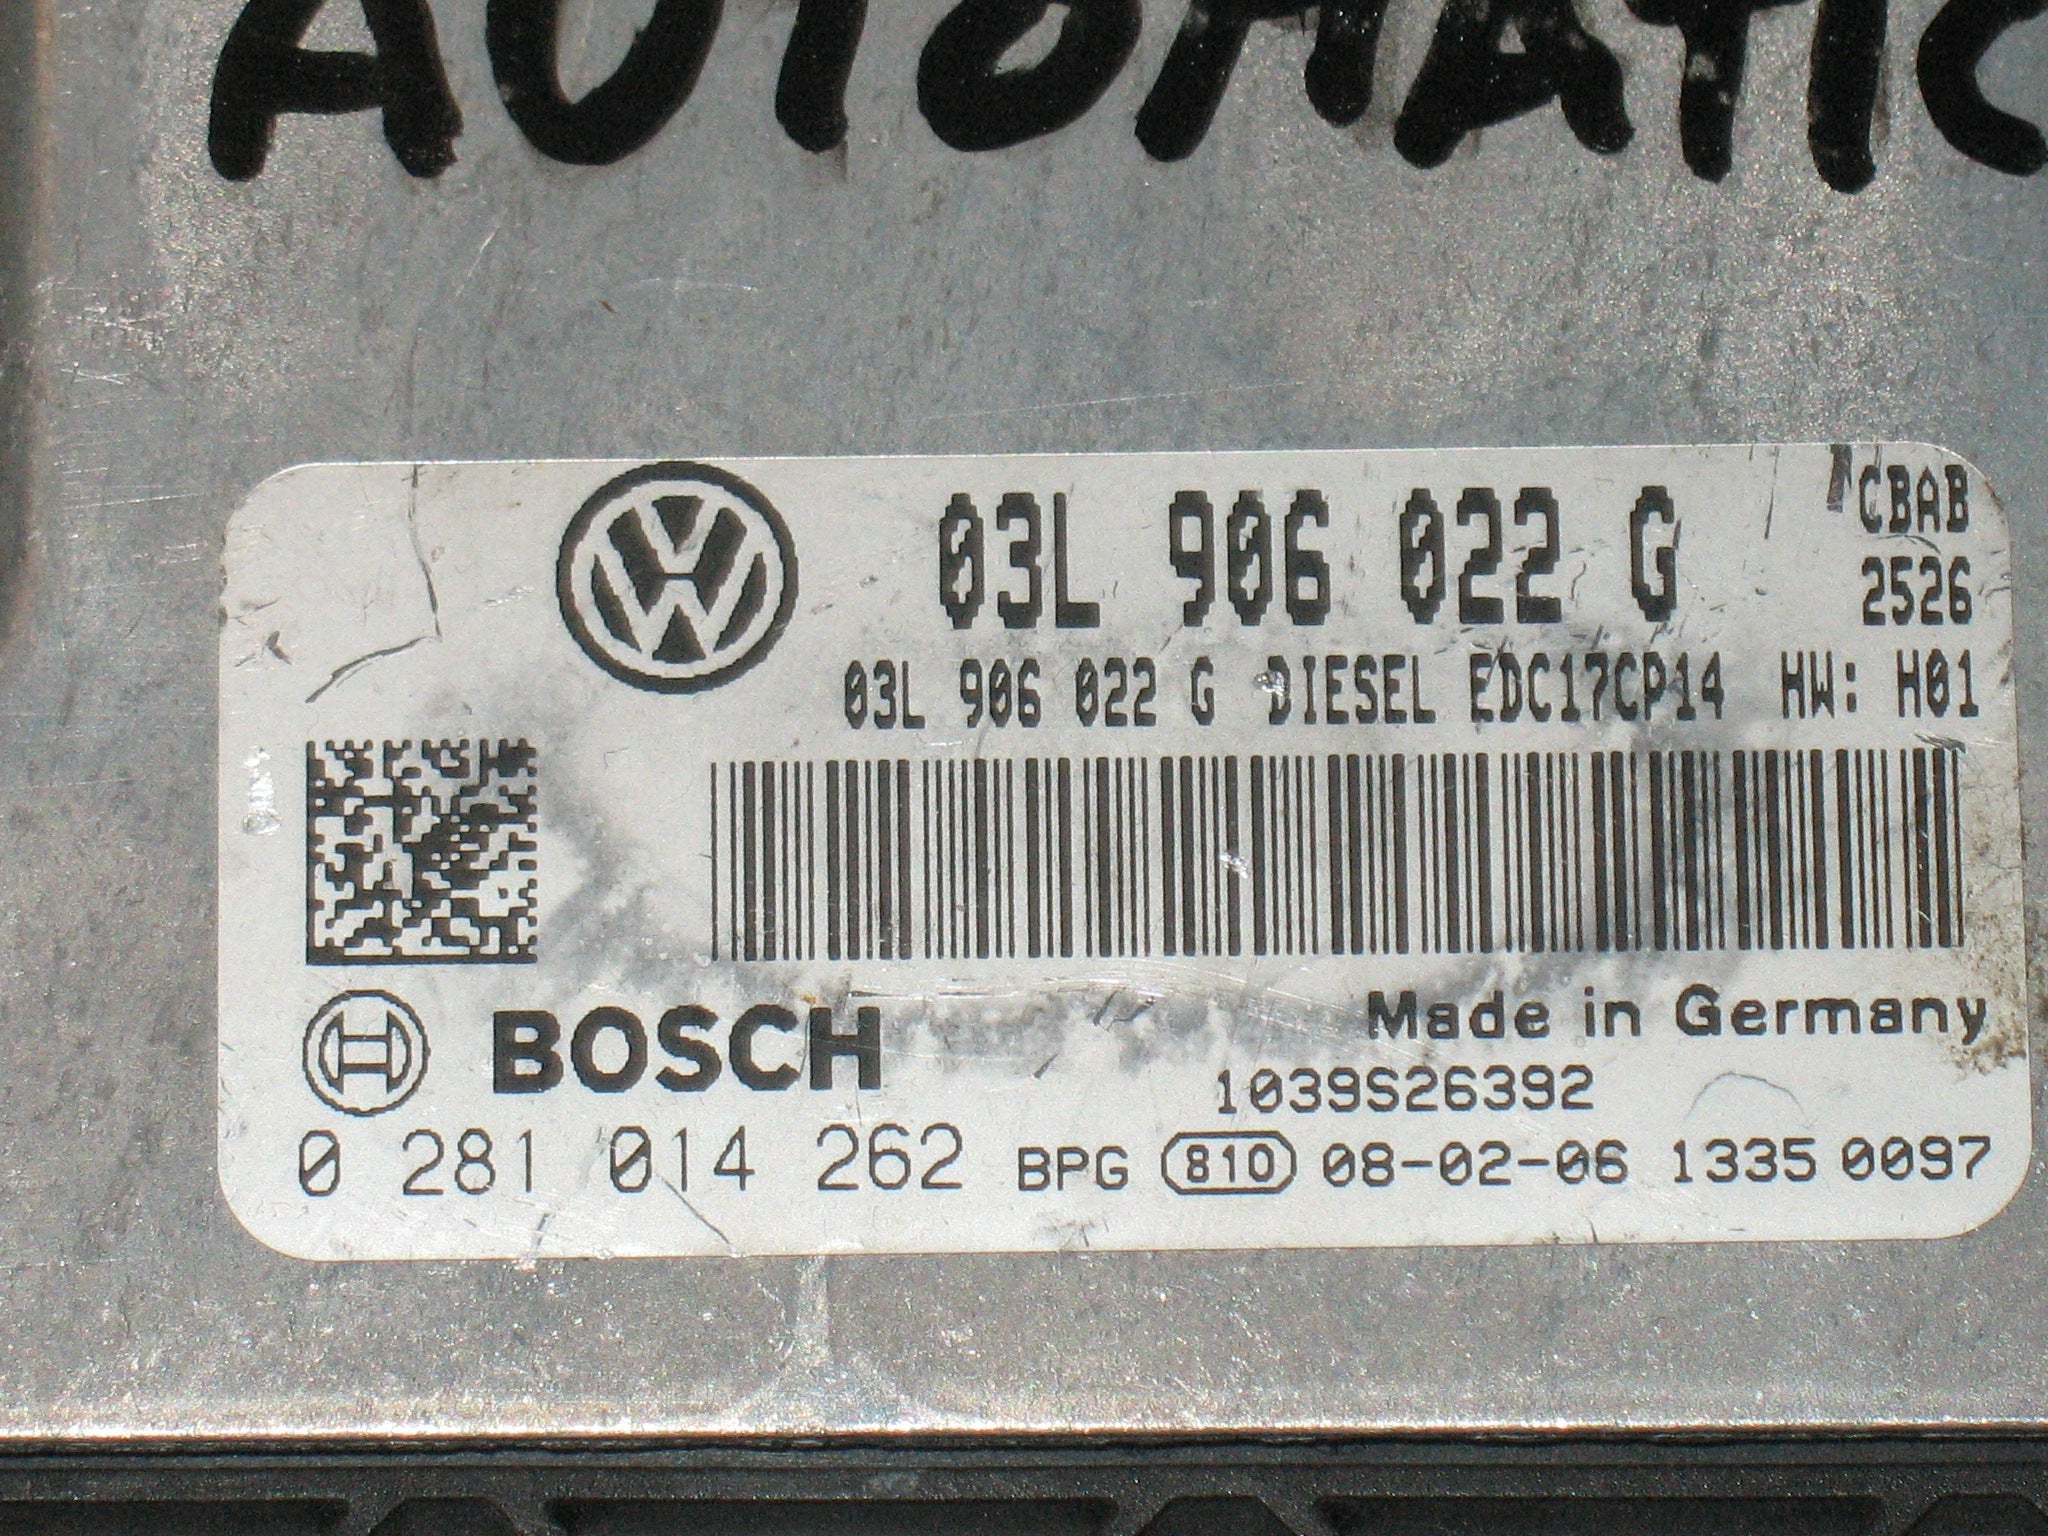 AUTOMATIC
03L 906 022 G
CBAB
2526
03L 906 022 G DIESEL EDC17CP14 HW: H01
BOSCH
Made in Germany
1039S26392
0 281 014 262 BPG 810 08-02-06 1335 0097